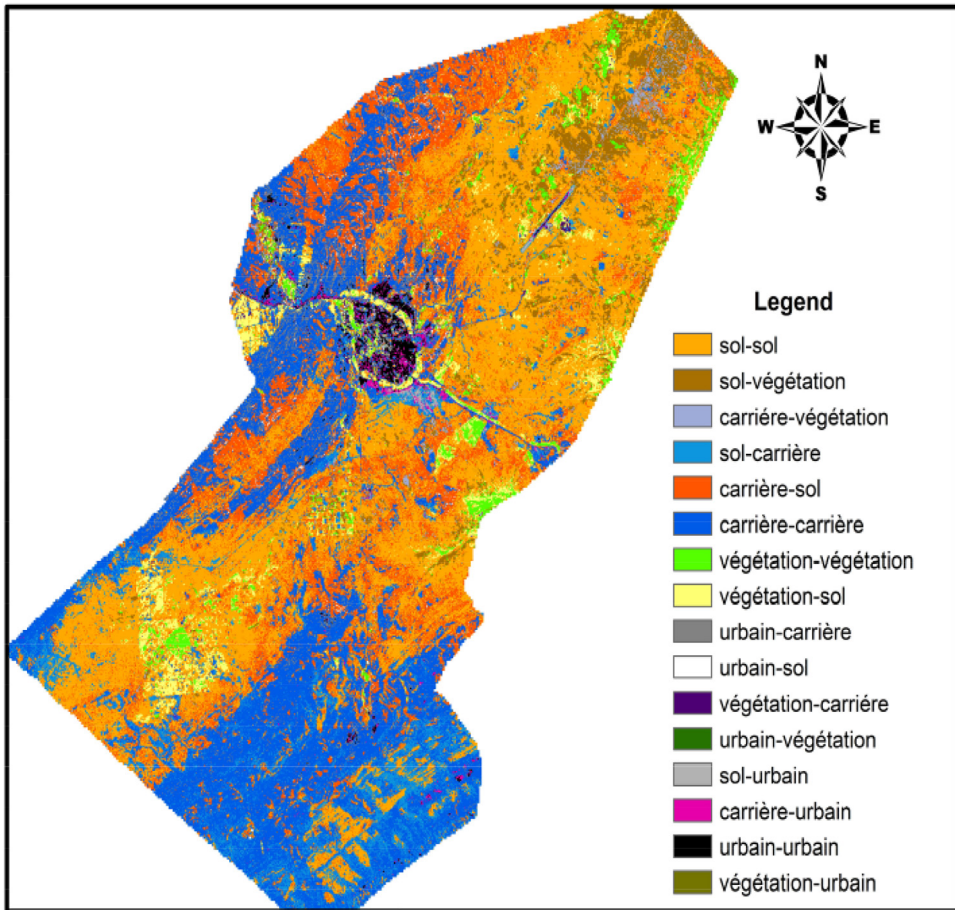 N
W E
S
Legend
sol-sol
sol-végétation
carriére-végétation
sol-carrière
carrière-sol
carrière-carrière
végétation-végétation
végétation-sol
urbain-carrière
urbain-sol
végétation-carriére
urbain-végétation
sol-urbain
carrière-urbain
urbain-urbain
végétation-urbain